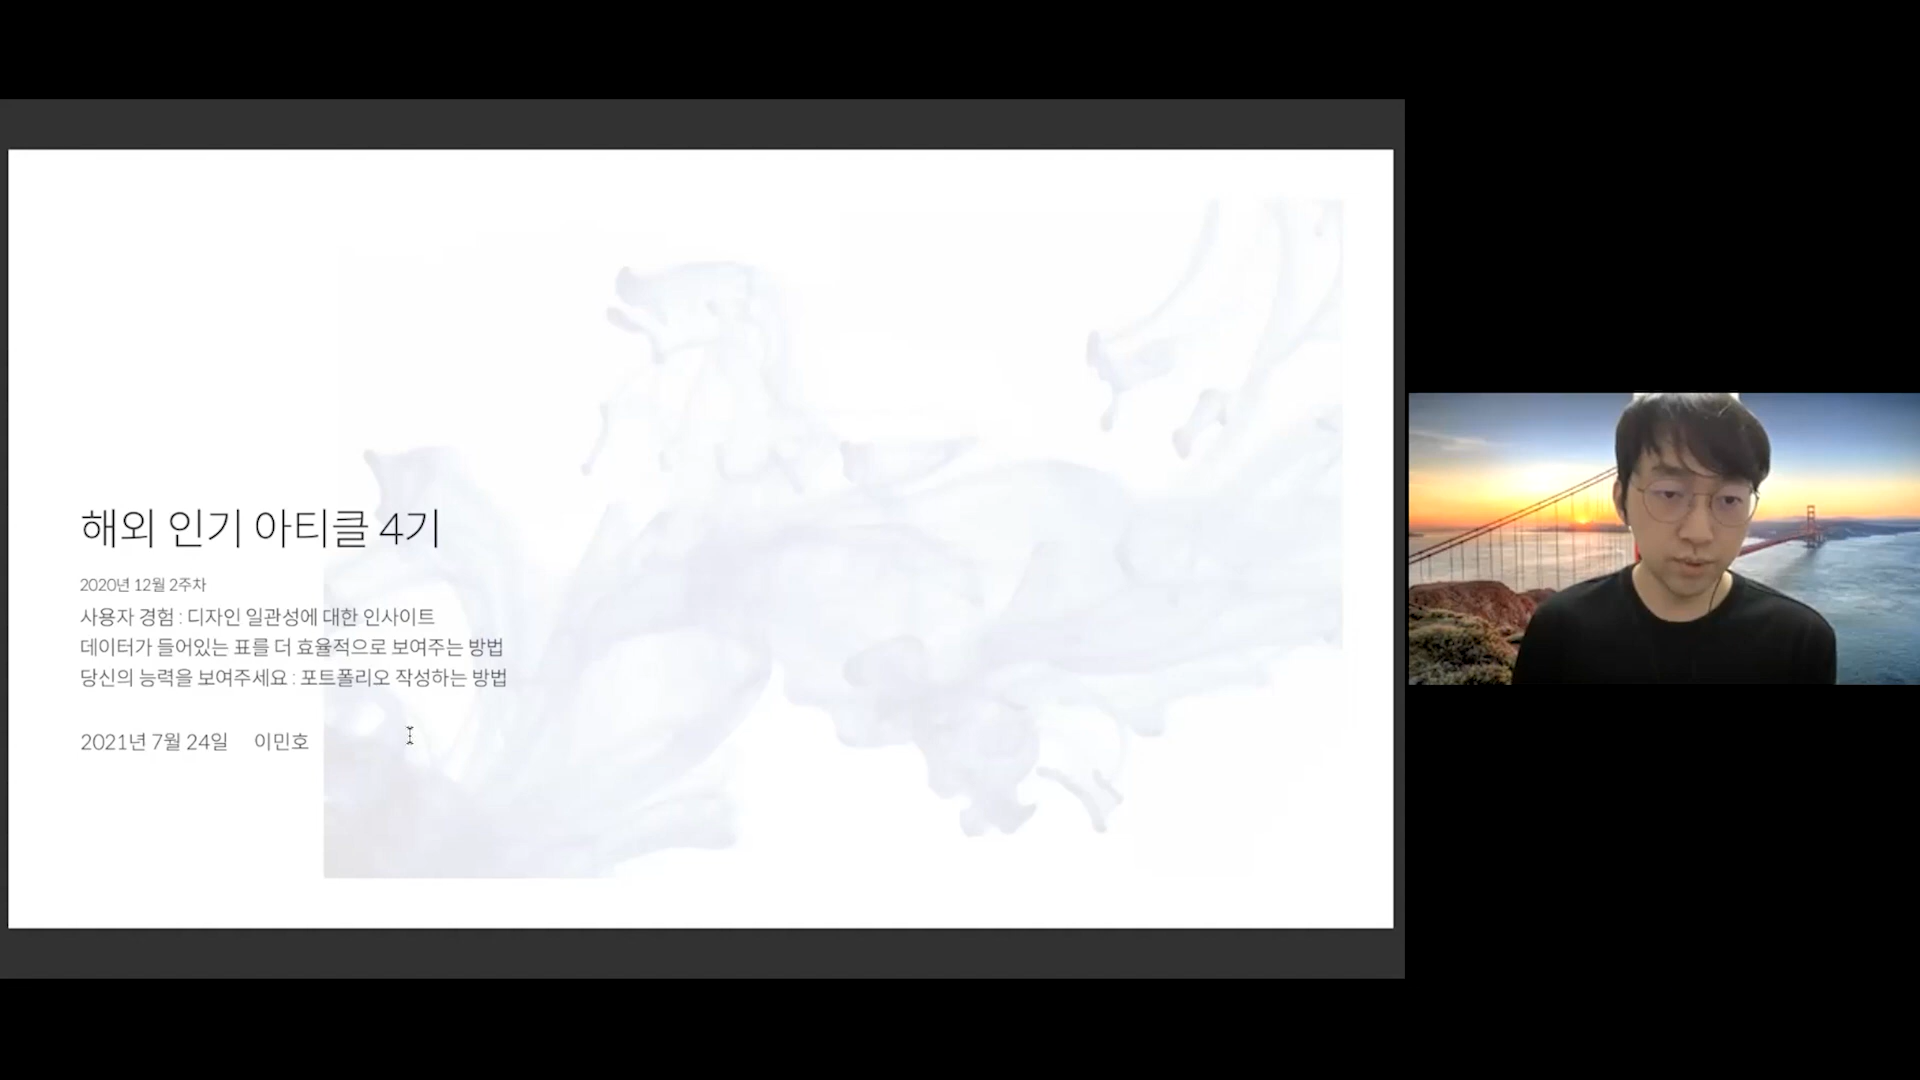 해외 인기 아티클 4기
2020년 12월 2주차
사용자 경험 : 디자인 일관성에 대한 인사이트
데이터가 들어있는 표를 더 효율적으로 보여주는 방법
당신의 능력을 보여주세요 : 포트폴리오 작성하는 방법
2021년 7월 24일 이민호